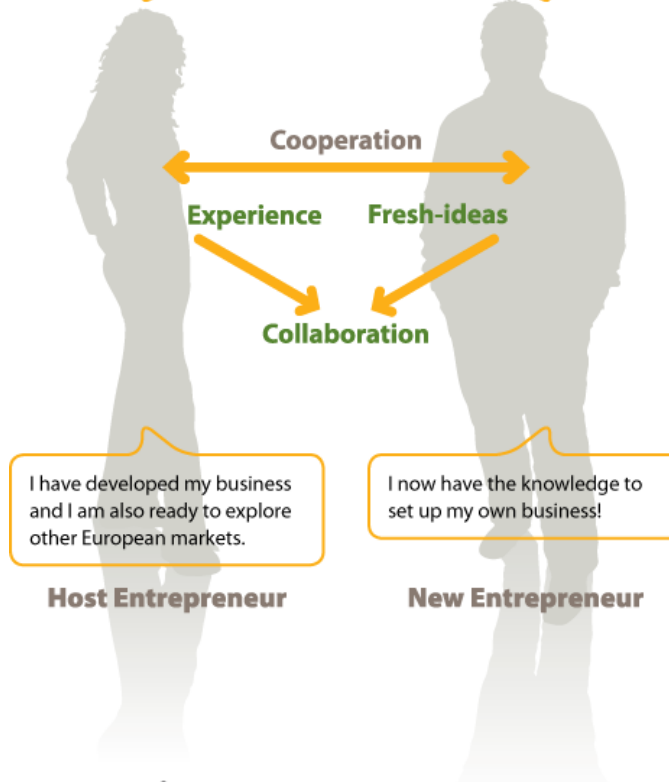 Cooperation
Experience
Fresh-ideas
Collaboration
I have developed my business
and I am also ready to explore
other European markets.
I now have the knowledge to
set up my own business!
Host Entrepreneur
New Entrepreneur